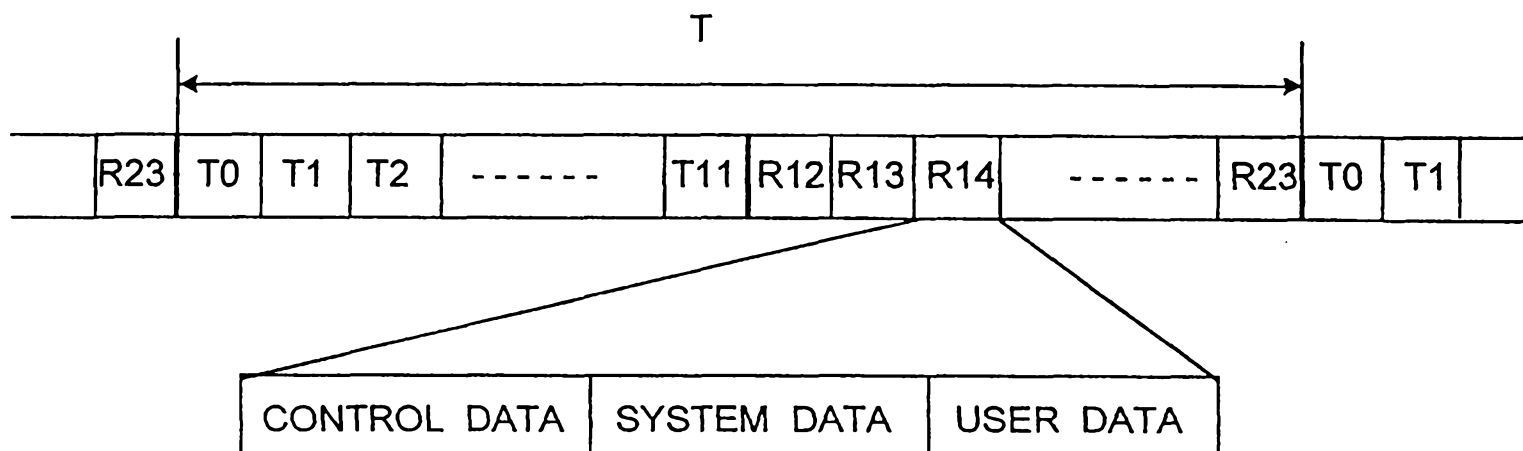 T
R23 T0 T1 T2 ------ T11 R12 R13 R14 ------ R23 T0 T1
CONTROL DATA SYSTEM DATA USER DATA